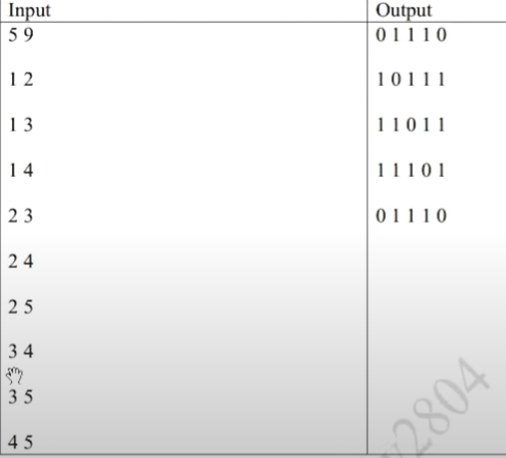 Input Output
5 9 0 1 1 1 0
1 2 1 0 1 1 1
1 3 1 1 0 1 1
1 4 1 1 1 0 1
2 3 0 1 1 1 0
2 4
2 5
3 4
3 5
4 5